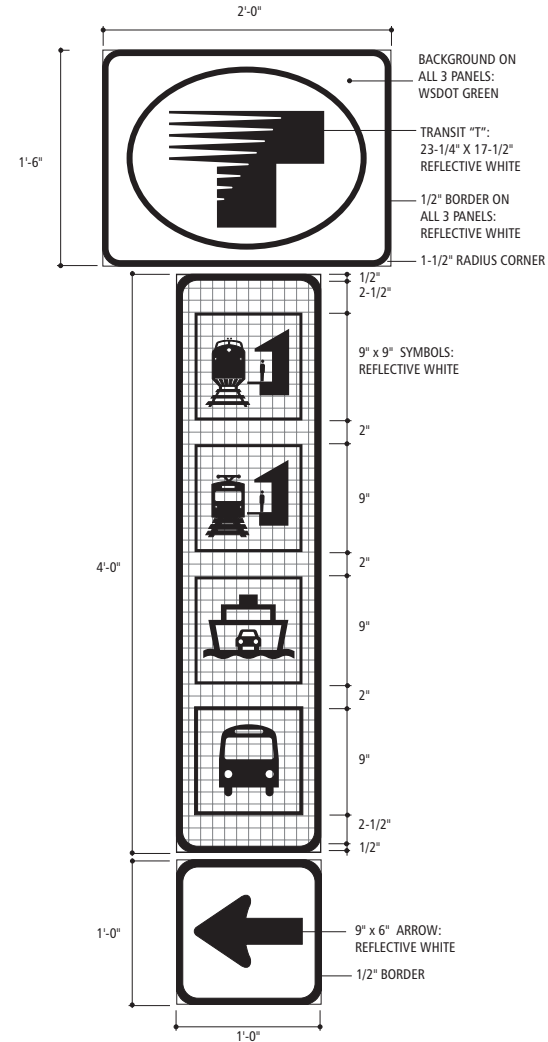 2'-0"
BACKGROUND ON
ALL 3 PANELS:
WSDOT GREEN
TRANSIT “T”:
23-1/4" X 17-1/2"
REFLECTIVE WHITE
1'-6"
1/2" BORDER ON
ALL 3 PANELS:
REFLECTIVE WHITE
1-1/2" RADIUS CORNER
1/2"
2-1/2"
9" x 9" SYMBOLS:
REFLECTIVE WHITE
2"
9"
2"
4'-0"
9"
2"
9"
2-1/2"
1/2"
1'-0"
9" x 6" ARROW:
REFLECTIVE WHITE
1/2" BORDER
1'-0"